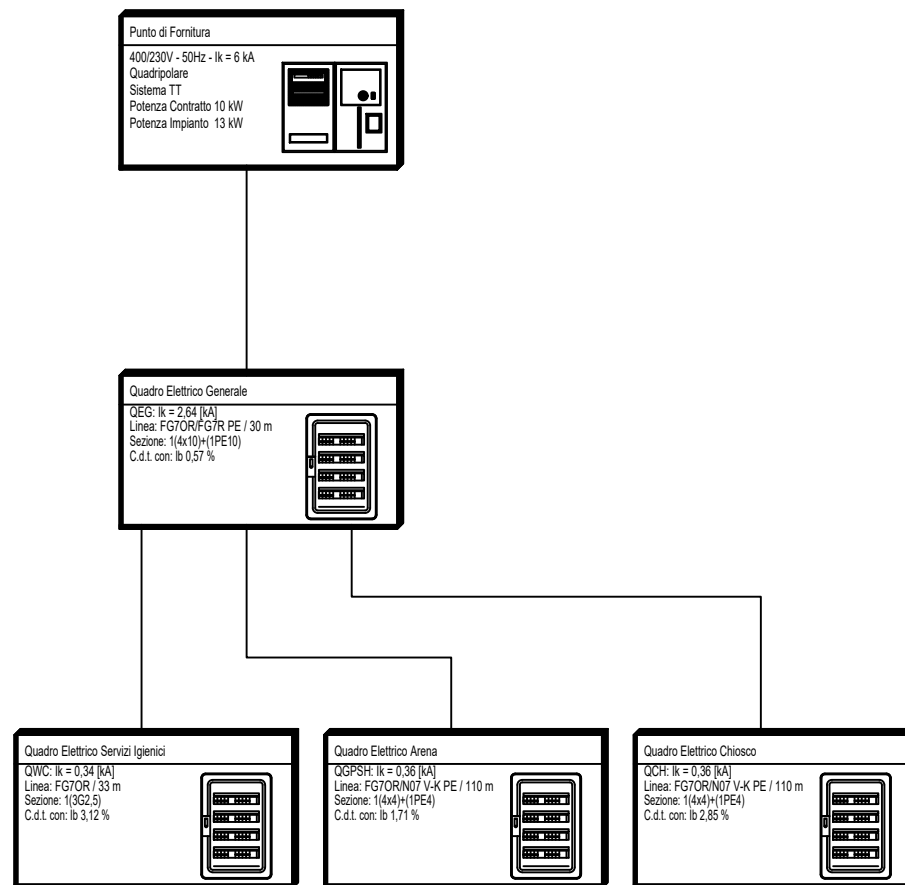 Punto di Fornitura
400/230V - 50Hz - Ik = 6 kA
Quadripolare
Sistema TT
Potenza Contratto 10 kW
Potenza Impianto 13 kW
Quadro Elettrico Generale
QEG: Ik = 2,64 [kA]
Linea: FG7OR/FG7R PE / 30 m
Sezione: 1(4x10)+(1PE10)
C.d.t. con: Ib 0,57 %
Quadro Elettrico Servizi Igienici
QWC: Ik = 0,34 [kA]
Linea: FG7OR / 33 m
Sezione: 1(3G2,5)
C.d.t. con: Ib 3,12 %
Quadro Elettrico Arena
QGPSH: Ik = 0,36 [kA]
Linea: FG7OR/N07 V-K PE / 110 m
Sezione: 1(4x4)+(1PE4)
C.d.t. con: Ib 1,71 %
Quadro Elettrico Chiosco
QCH: Ik = 0,36 [kA]
Linea: FG7OR/N07 V-K PE / 110 m
Sezione: 1(4x4)+(1PE4)
C.d.t. con: Ib 2,85 %